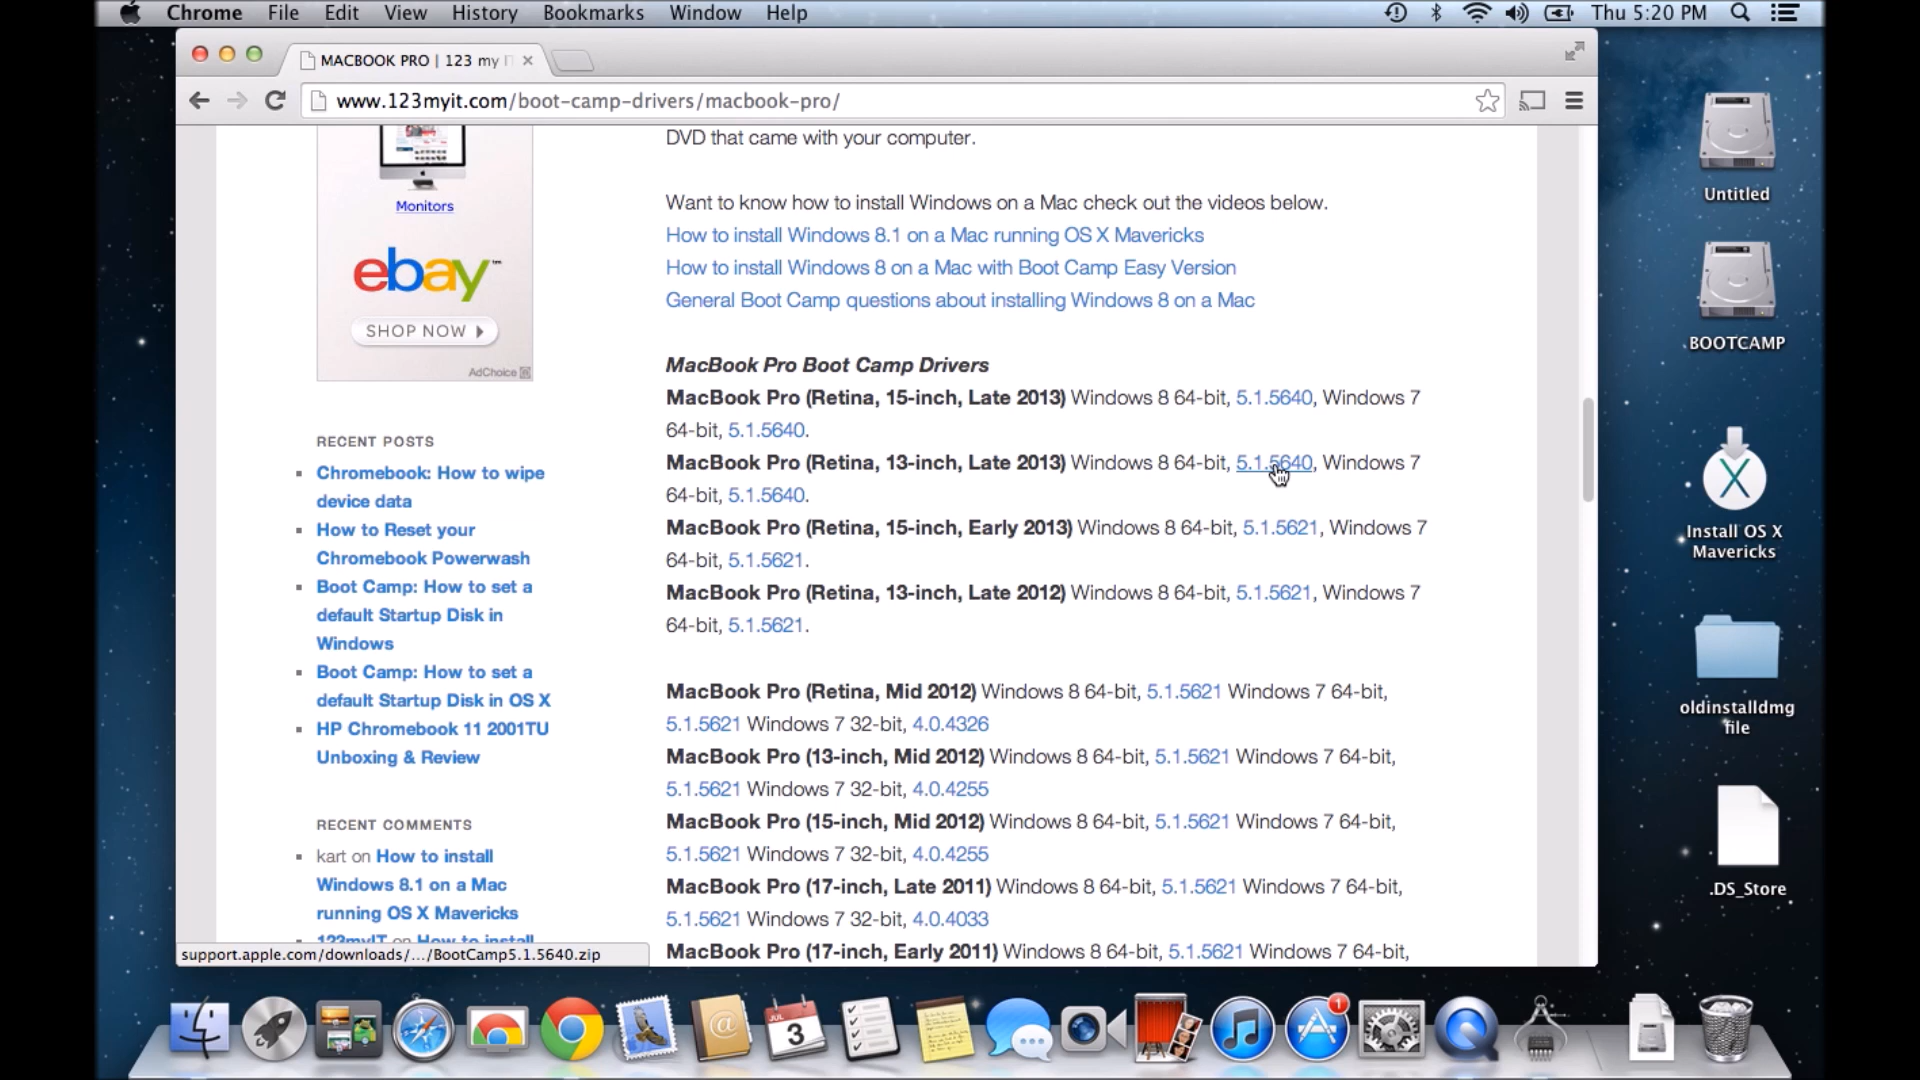 Chrome File Edit View History Bookmarks Window Help Thu 5:20 PM
MACBOOK PRO | 123 my
www.123myit.com/boot-camp-drivers/macbook-pro/
Monitors
ebay™
SHOP NOW
AdChoice
RECENT POSTS
Chromebook: How to wipe
device data
How to Reset your
Chromebook Powerwash
Boot Camp: How to set a
default Startup Disk in
Windows
Boot Camp: How to set a
default Startup Disk in OS X
HP Chromebook 11 2001TU
Unboxing & Review
RECENT COMMENTS
kart on How to install
Windows 8.1 on a Mac
running OS X Mavericks
123myIT on How to install
support.apple.com/downloads/.../BootCamp5.1.5640.zip
DVD that came with your computer.
Want to know how to install Windows on a Mac check out the videos below.
How to install Windows 8.1 on a Mac running OS X Mavericks
How to install Windows 8 on a Mac with Boot Camp Easy Version
General Boot Camp questions about installing Windows 8 on a Mac
MacBook Pro Boot Camp Drivers
MacBook Pro (Retina, 15-inch, Late 2013) Windows 8 64-bit, 5.1.5640, Windows 7
64-bit, 5.1.5640.
MacBook Pro (Retina, 13-inch, Late 2013) Windows 8 64-bit, 5.1.5640, Windows 7
64-bit, 5.1.5640.
MacBook Pro (Retina, 15-inch, Early 2013) Windows 8 64-bit, 5.1.5621, Windows 7
64-bit, 5.1.5621.
MacBook Pro (Retina, 13-inch, Late 2012) Windows 8 64-bit, 5.1.5621, Windows 7
64-bit, 5.1.5621.
MacBook Pro (Retina, Mid 2012) Windows 8 64-bit, 5.1.5621 Windows 7 64-bit,
5.1.5621 Windows 7 32-bit, 4.0.4326
MacBook Pro (13-inch, Mid 2012) Windows 8 64-bit, 5.1.5621 Windows 7 64-bit,
5.1.5621 Windows 7 32-bit, 4.0.4255
MacBook Pro (15-inch, Mid 2012) Windows 8 64-bit, 5.1.5621 Windows 7 64-bit,
5.1.5621 Windows 7 32-bit, 4.0.4255
MacBook Pro (17-inch, Late 2011) Windows 8 64-bit, 5.1.5621 Windows 7 64-bit,
5.1.5621 Windows 7 32-bit, 4.0.4033
MacBook Pro (17-inch, Early 2011) Windows 8 64-bit, 5.1.5621 Windows 7 64-bit,
Untitled
BOOTCAMP
Install OS X
Mavericks
oldinstalldmg
file
.DS_Store
JUL
3
1